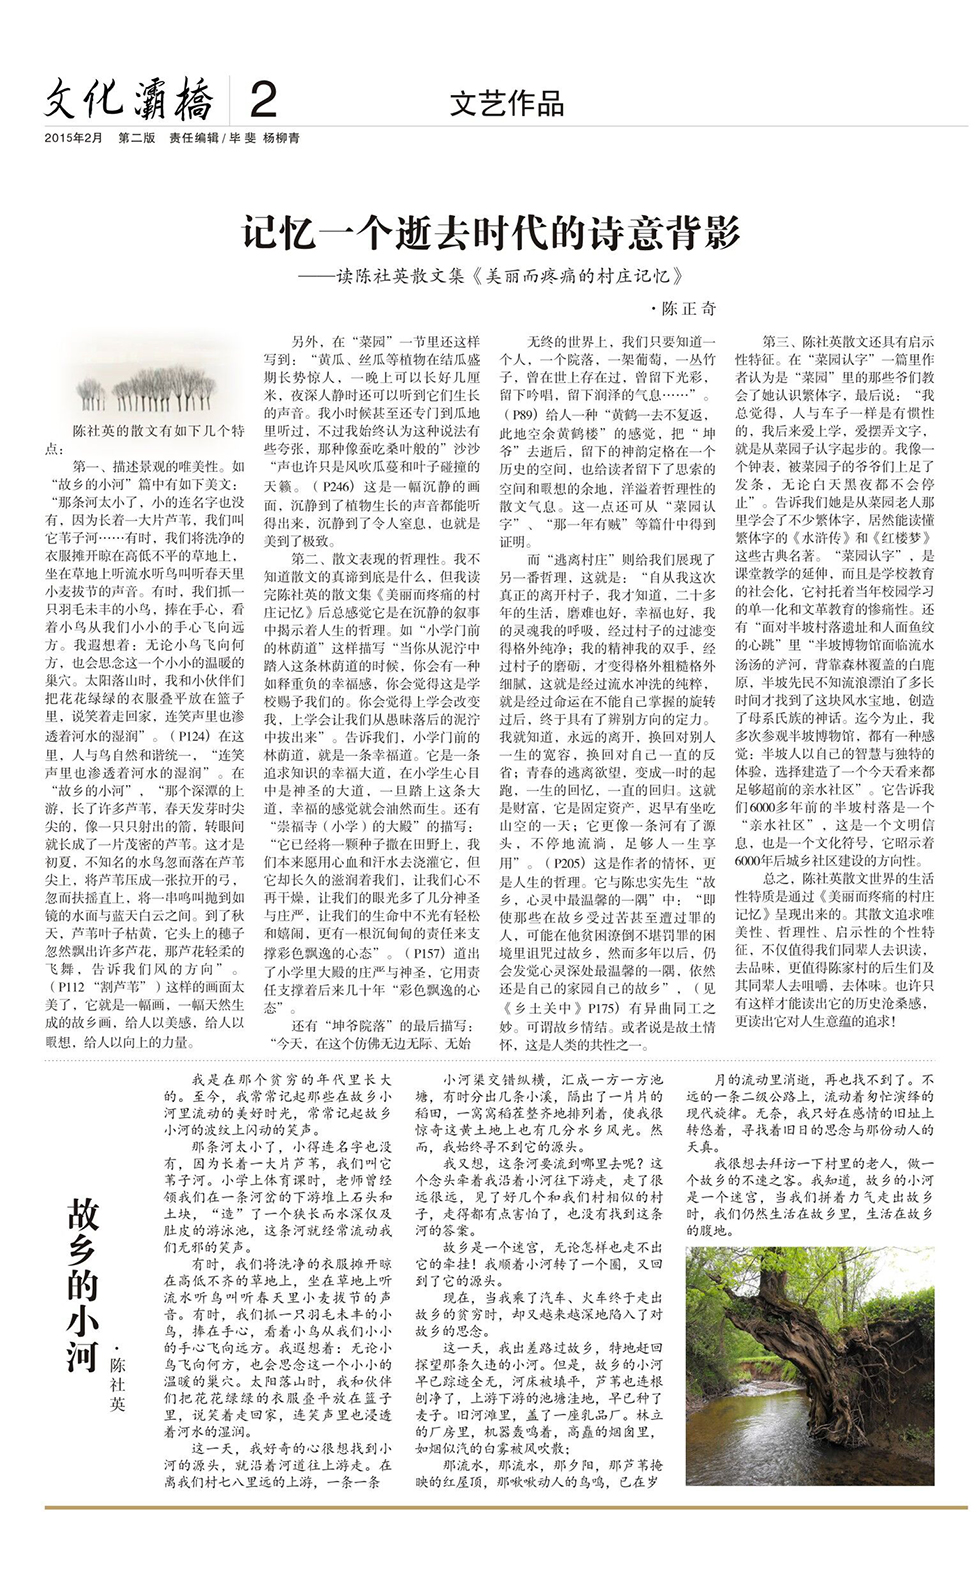 文化灞橋
2
文艺作品
2015年2月 第二版 责任编辑/毕 斐 杨柳青
记忆一个逝去时代的诗意背影
——读陈社英散文集《美丽而疼痛的村庄记忆》
·陈正奇
陈社英的散文有如下几个特
点：
第一、描述景观的唯美性。如
“故乡的小河”篇中有如下美文：
“那条河太小了，小的连名字也没
有，因为长着一大片芦苇，我们叫
它苇子河……有时，我们将洗净的
衣服摊开晾在高低不平的草地上，
坐在草地上听流水听鸟叫听春天里
小麦拔节的声音。有时，我们抓一
只羽毛未丰的小鸟，捧在手心，看
着小鸟从我们小小的手心飞向远
方。我遐想着：无论小鸟飞向何
方，也会思念这一个小小的温暖的
巢穴。太阳落山时，我和小伙伴们
把花花绿绿的衣服叠平放在篮子
里，说笑着走回家，连笑声里也渗
透着河水的湿润”。（P124）在这
里，人与鸟自然和谐统一，“连笑
声里也渗透着河水的湿润”。在
“故乡的小河”，“那个深潭的上
游，长了许多芦苇，春天发芽时尖
尖的，像一只只射出的箭，转眼间
就长成了一片茂密的芦苇。这才是
初夏，不知名的水鸟忽而落在芦苇
尖上，将芦苇压成一张拉开的弓，
忽而扶摇直上，将一串鸣叫抛到如
镜的水面与蓝天白云之间。到了秋
天，芦苇叶子枯黄，它头上的穗子
忽然飘出许多芦花，那芦花轻柔的
飞舞，告诉我们风的方向”。
（P112“割芦苇”）这样的画面太
美了，它就是一幅画，一幅天然生
成的故乡画，给人以美感，给人以
暇想，给人以向上的力量。
另外，在“菜园”一节里还这样
写到：“黄瓜、丝瓜等植物在结瓜盛
期长势惊人，一晚上可以长好几厘
米，夜深人静时还可以听到它们生长
的声音。我小时候甚至还专门到瓜地
里听过，不过我始终认为这种说法有
些夸张，那种像蚕吃桑叶般的”沙沙
“声也许只是风吹瓜蔓和叶子碰撞的
天籁。（P246）这是一幅沉静的画
面，沉静到了植物生长的声音都能听
得出来，沉静到了令人窒息，也就是
美到了极致。
第二、散文表现的哲理性。我不
知道散文的真谛到底是什么，但我读
完陈社英的散文集《美丽而疼痛的村
庄记忆》后总感觉它是在沉静的叙事
中揭示着人生的哲理。如“小学门前
的林荫道”这样描写“当你从泥泞中
踏入这条林荫道的时候，你会有一种
如释重负的幸福感，你会觉得这是学
校赐予我们的。你会觉得上学会改变
我，上学会让我们从愚昧落后的泥泞
中拔出来”。告诉我们，小学门前的
林荫道，就是一条幸福道。它是一条
追求知识的幸福大道，在小学生心目
中是神圣的大道，一旦踏上这条大
道，幸福的感觉就会油然而生。还有
“崇福寺（小学）的大殿”的描写：
“它已经将一颗种子撒在田野上，我
们本来愿用心血和汗水去浇灌它，但
它却长久的滋润着我们，让我们心不
再干燥，让我们的眼光多了几分神圣
与庄严，让我们的生命中不光有轻松
和嬉闹，更有一根沉甸甸的责任来支
撑彩色飘逸的心态”。（P157）道出
了小学里大殿的庄严与神圣，它用责
任支撑着后来几十年“彩色飘逸的心
态”。
还有“坤爷院落”的最后描写：
“今天，在这个仿佛无边无际、无始
无终的世界上，我们只要知道一
个人，一个院落，一架葡萄，一丛竹
子，曾在世上存在过，曾留下光彩，
留下吟唱，留下润泽的气息……”。
（P89）给人一种“黄鹤一去不复返，
此地空余黄鹤楼”的感觉，把“坤
爷”去逝后，留下的神韵定格在一个
历史的空间，也给读者留下了思索的
空间和暇想的余地，洋溢着哲理性的
散文气息。这一点还可从“菜园认
字”、“那一年有贼”等篇什中得到
证明。
而“逃离村庄”则给我们展现了
另一番哲理，这就是：“自从我这次
真正的离开村子，我才知道，二十多
年的生活，磨难也好，幸福也好，我
的灵魂我的呼吸，经过村子的过滤变
得格外纯净；我的精神我的双手，经
过村子的磨砺，才变得格外粗糙格外
细腻，这就是经过流水冲洗的纯粹，
就是经过命运在不能自己掌握的旋转
过后，终于具有了辨别方向的定力。
我就知道，永远的离开，换回对别人
一生的宽容，换回对自己一直的反
省；青春的逃离欲望，变成一时的起
跑，一生的回忆，一直的回归。这就
是财富，它是固定资产，迟早有坐吃
山空的一天；它更像一条河有了源
头，不停地流淌，足够人一生享
用”。（P205）这是作者的情怀，更
是人生的哲理。它与陈忠实先生“故
乡，心灵中最温馨的一隅”中：“即
使那些在故乡受过苦甚至遭过罪的
人，可能在他贫困潦倒不堪罚罪的困
境里诅咒过故乡，然而多年以后，仍
会发觉心灵深处最温馨的一隅，依然
还是自己的家园自己的故乡”，（见
《乡土关中》P175）有异曲同工之
妙。可谓故乡情结。或者说是故土情
怀，这是人类的共性之一。
第三、陈社英散文还具有启示
性特征。在“菜园认字”一篇里作
者认为是“菜园”里的那些爷们教
会了她认识繁体字，最后说：“我
总觉得，人与车子一样是有惯性
的，我后来爱上学，爱摆弄文字，
就是从菜园子认字起步的。我像一
个钟表，被菜园子的爷爷们上足了
发条，无论白天黑夜都不会停
止”。告诉我们她是从菜园老人那
里学会了不少繁体字，居然能读懂
繁体字的《水浒传》和《红楼梦》
这些古典名著。“菜园认字”，是
课堂教学的延伸，而且是学校教育
的社会化，它衬托着当年校园学习
的单一化和文革教育的惨痛性。还
有“面对半坡村落遗址和人面鱼纹
的心跳”里“半坡博物馆面临流水
汤汤的浐河，背靠森林覆盖的白鹿
原，半坡先民不知流浪漂泊了多长
时间才找到了这块风水宝地，创造
了母系氏族的神话。迄今为止，我
多次参观半坡博物馆，都有一种感
觉：半坡人以自己的智慧与独特的
体验，选择建造了一个今天看来都
足够超前的亲水社区”。它告诉我
们6000多年前的半坡村落是一个
“亲水社区”，这是一个文明信
息，也是一个文化符号，它昭示着
6000年后城乡社区建设的方向性。
总之，陈社英散文世界的生活
性特质是通过《美丽而疼痛的村庄
记忆》呈现出来的。其散文追求唯
美性、哲理性、启示性的个性特
征，不仅值得我们同辈人去识读，
去品味，更值得陈家村的后生们及
其同辈人去咀嚼，去体味。也许只
有这样才能读出它的历史沧桑感，
更读出它对人生意蕴的追求！
故乡的小河
·陈社英
我是在那个贫穷的年代里长大
的。至今，我常常记起那些在故乡小
河里流动的美好时光，常常记起故乡
小河的波纹上闪动的笑声。
那条河太小了，小得连名字也没
有，因为长着一大片芦苇，我们叫它
苇子河。小学上体育课时，老师曾经
领我们在一条河岔的下游堆上石头和
土块，“造”了一个狭长而水深仅及
肚皮的游泳池，这条河就经常流动我
们无邪的笑声。
有时，我们将洗净的衣服摊开晾
在高低不齐的草地上，坐在草地上听
流水听鸟叫听春天里小麦拔节的声
音。有时，我们抓一只羽毛未丰的小
鸟，捧在手心，看着小鸟从我们小小
的手心飞向远方。我遐想着：无论小
鸟飞向何方，也会思念这一个小小的
温暖的巢穴。太阳落山时，我和伙伴
们把花花绿绿的衣服叠平放在篮子
里，说笑着走回家，连笑声里也浸透
着河水的湿润。
这一天，我好奇的心很想找到小
河的源头，就沿着河道往上游走。在
离我们村七八里远的上游，一条一条
小河渠交错纵横，汇成一方一方池
塘，有时分出几条小溪，隔出了一片片的
稻田，一窝窝稻茬整齐地排列着，使我很
惊奇这黄土地上也有几分水乡风光。然
而，我始终寻不到它的源头。
我又想，这条河要流到哪里去呢？这
个念头牵着我沿着小河往下游走，走了很
远很远，见了好几个和我们村相似的村
子，走得都有点害怕了，也没有找到这条
河的答案。
故乡是一个迷宫，无论怎样也走不出
它的牵挂！我顺着小河转了一个圈，又回
到了它的源头。
现在，当我乘了汽车、火车终于走出
故乡的贫穷时，却又越来越深地陷入了对
故乡的思念。
这一天，我出差路过故乡，特地赶回
探望那条久违的小河。但是，故乡的小河
早已踪迹全无，河床被填平，芦苇也连根
刨净了，上游下游的池塘洼地，早已种了
麦子。旧河滩里，盖了一座乳品厂。林立
的厂房里，机器轰鸣着，高矗的烟囱里，
如烟似汽的白雾被风吹散；
那流水，那流水，那夕阳，那芦苇掩
映的红屋顶，那啾啾动人的鸟鸣，已在岁
月的流动里消逝，再也找不到了。不
远的一条二级公路上，流动着匆忙演绎的
现代旋律。无奈，我只好在感情的旧址上
转悠着，寻找着旧日的思念与那份动人的
天真。
我很想去拜访一下村里的老人，做一
个故乡的不速之客。我知道，故乡的小河
是一个迷宫，当我们拼着力气走出故乡
时，我们仍然生活在故乡里，生活在故乡
的腹地。